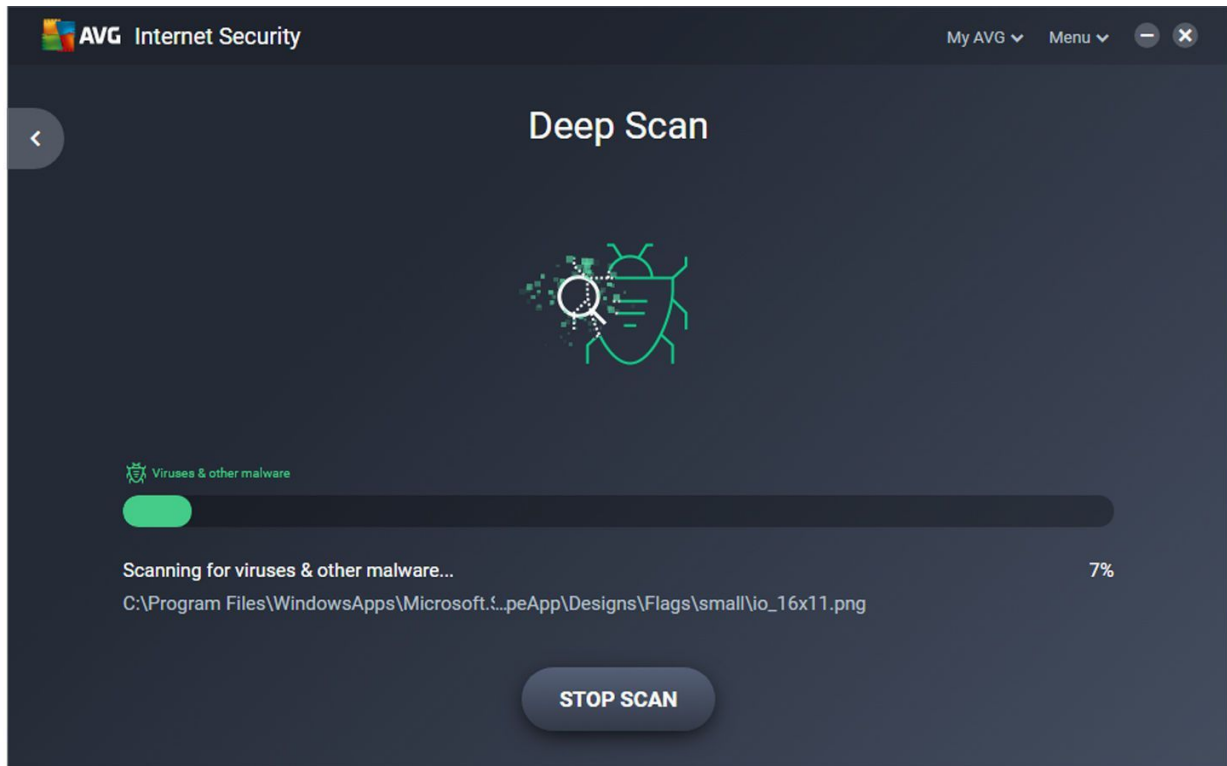 AVG Internet Security
My AVG Menu
Deep Scan
Viruses & other malware
Scanning for viruses & other malware...
7%
C:\Program Files\WindowsApps\Microsoft.S...peApp\Designs\Flags\small\io_16x11.png
STOP SCAN